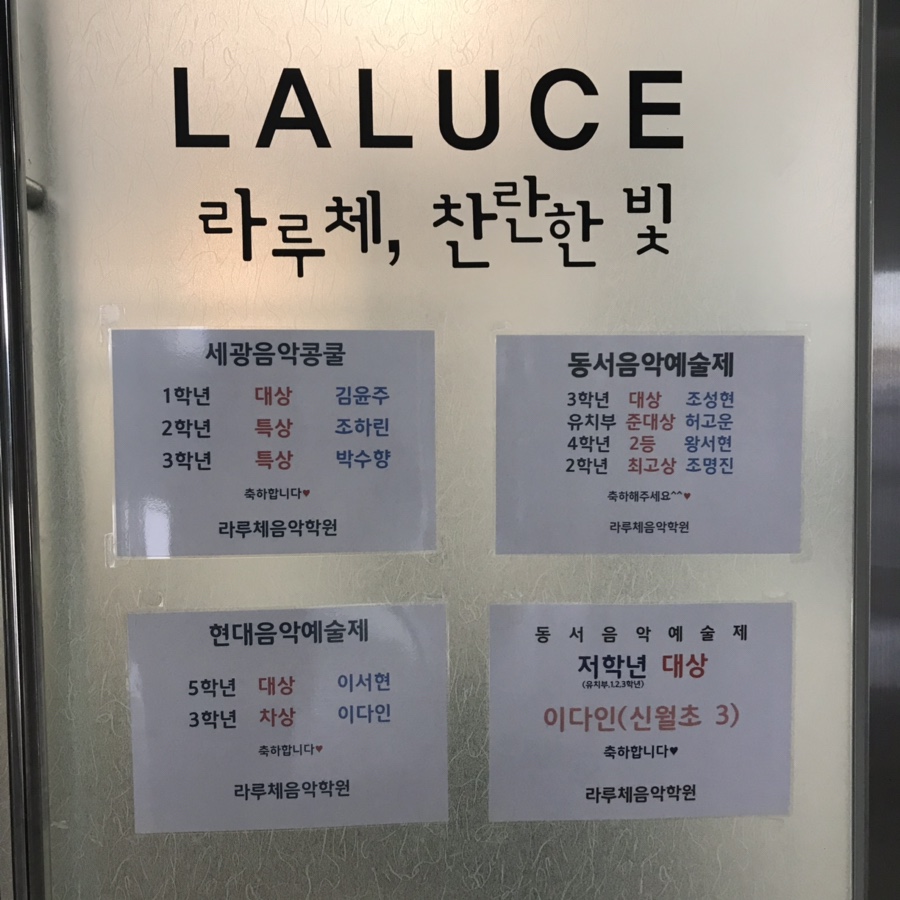 LALUCE
라루체, 찬란한 빛
세광음악콩쿨
1학년 대상 김윤주
2학년 특상 조하린
3학년 특상 박수향
축하합니다♥
라루체음악학원
동서음악예술제
3학년 대상 조성현
유치부 준대상 허고운
4학년 2등 왕서현
2학년 최고상 조명진
축하해주세요^^♥
라루체음악학원
현대음악예술제
5학년 대상 이서현
3학년 차상 이다인
축하합니다♥
라루체음악학원
동서음악예술제
저학년 대상
(유치부.1.2.3학년)
이다인(신월초 3)
축하합니다♥
라루체음악학원